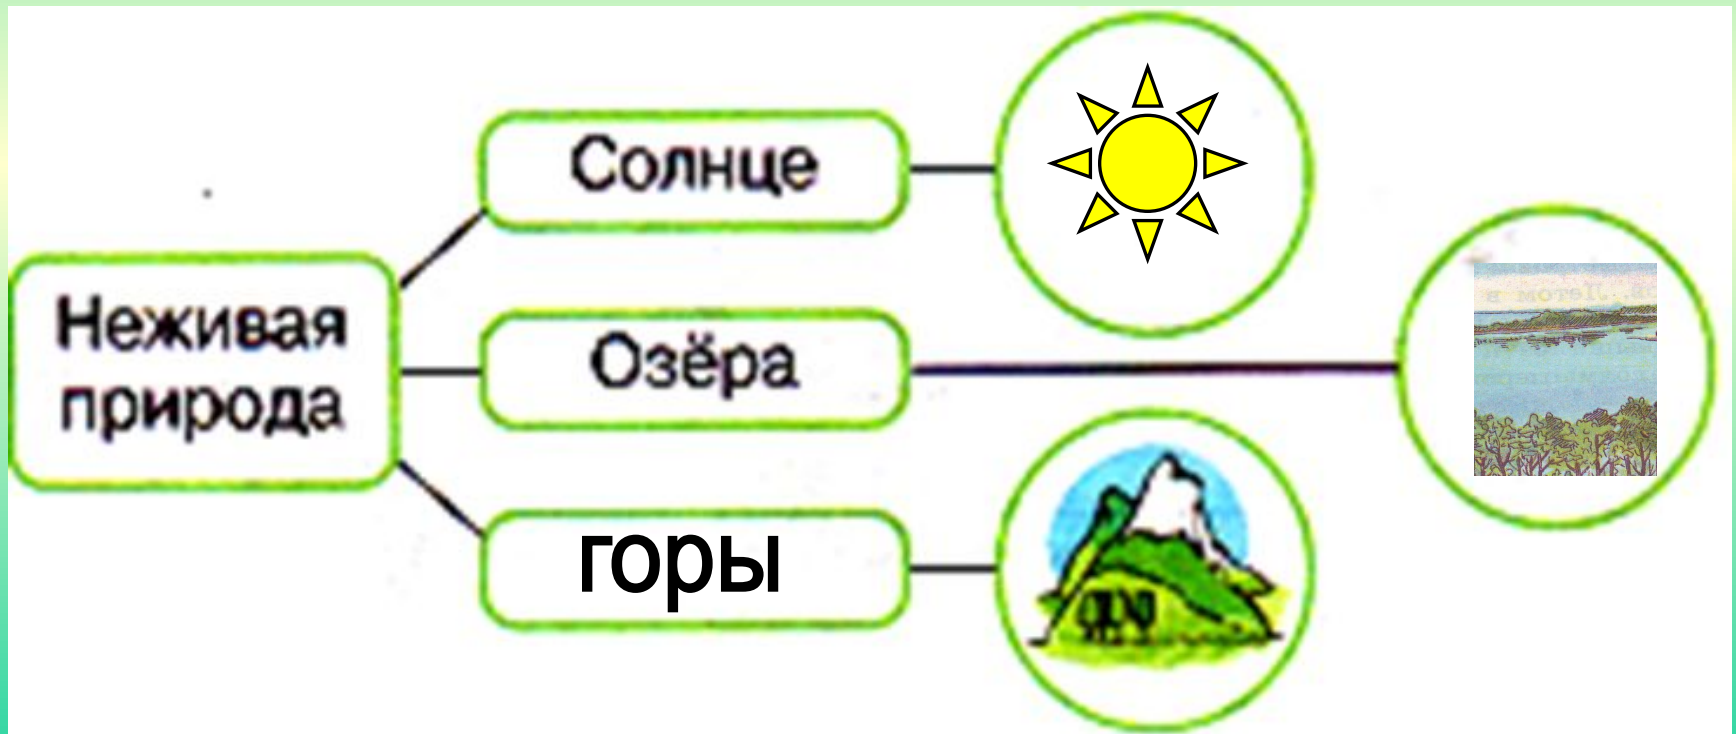 Неживая
природа
Солнце
Озёра
горы